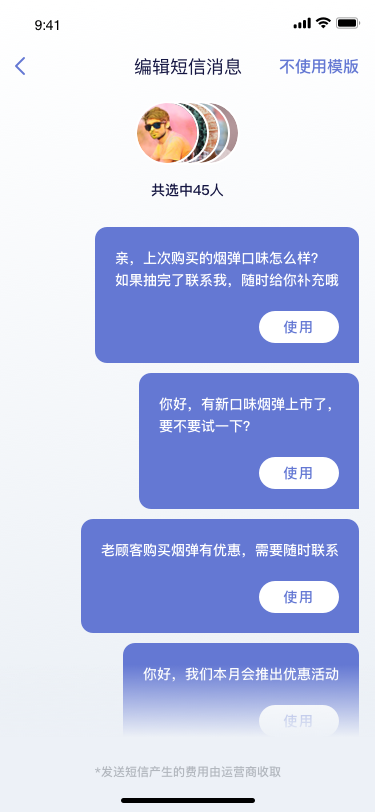 9:41
编辑短信消息
不使用模版
共选中45人
亲，上次购买的烟弹口味怎么样?
如果抽完了联系我，随时给你补充哦
使用
你好，有新口味烟弹上市了，
要不要试一下?
使用
老顾客购买烟弹有优惠，需要随时联系
使用
你好，我们本月会推出优惠活动
使用
*发送短信产生的费用由运营商收取